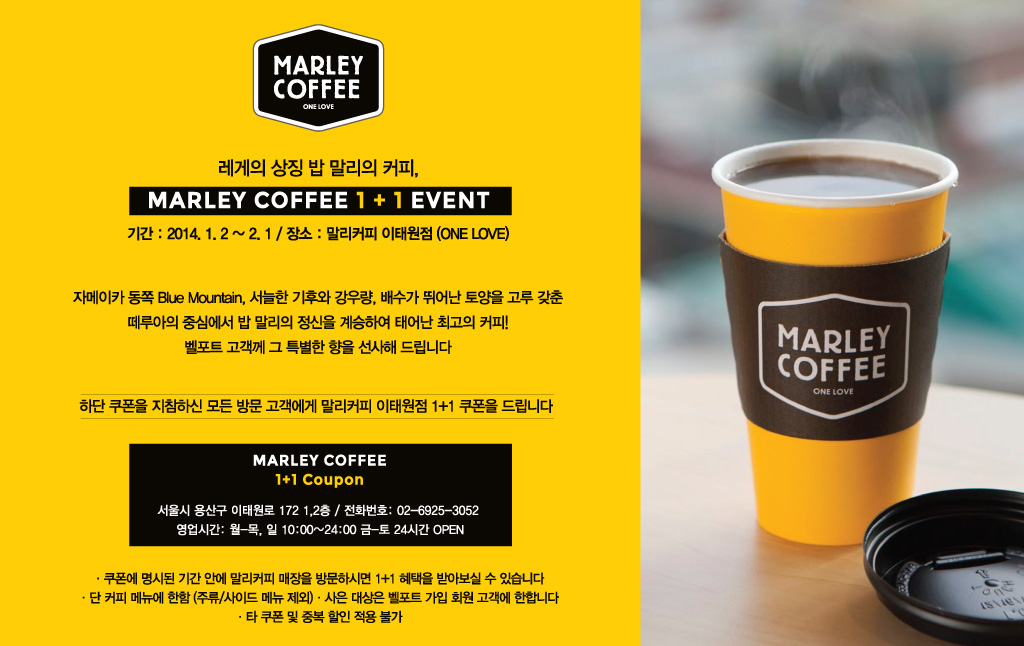 MARLEY
COFFEE
ONE LOVE
레게의 상징 밥 말리의 커피,
MARLEY COFFEE 1 + 1 EVENT
기간 : 2014. 1. 2 ~ 2. 1 / 장소 : 말리커피 이태원점 (ONE LOVE)
자메이카 동쪽 Blue Mountain, 서늘한 기후와 강우량, 배수가 뛰어난 토양을 고루 갖춘
떼루아의 중심에서 밥 말리의 정신을 계승하여 태어난 최고의 커피!
벨포트 고객께 그 특별한 향을 선사해 드립니다
하단 쿠폰을 지참하신 모든 방문 고객에게 말리커피 이태원점 1+1 쿠폰을 드립니다
MARLEY COFFEE
1+1 Coupon
서울시 용산구 이태원로 172 1,2층 / 전화번호: 02-6925-3052
영업시간: 월-목, 일 10:00~24:00 금-토 24시간 OPEN
· 쿠폰에 명시된 기간 안에 말리커피 매장을 방문하시면 1+1 혜택을 받아보실 수 있습니다
· 단 커피 메뉴에 한함 (주류/사이드 메뉴 제외) · 사은 대상은 벨포트 가입 회원 고객에 한합니다
· 타 쿠폰 및 중복 할인 적용 불가
MARLEY
COFFEE
ONE LOVE